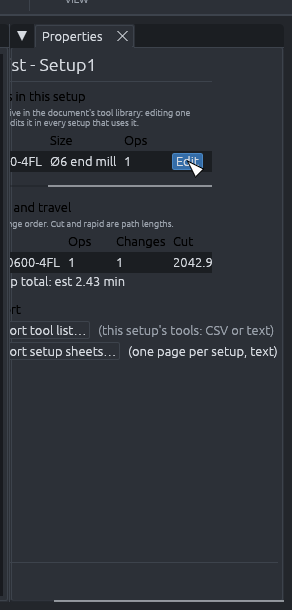 VIEW
Properties
st - Setup1
s in this setup
ive in the document's tool library: editing one
dits it in every setup that uses it.
Size Ops
0-4FL Ø6 end mill 1 Edit
and travel
nge order. Cut and rapid are path lengths.
Ops Changes Cut
0600-4FL 1 1 2042.9
p total: est 2.43 min
ort
ort tool list... (this setup's tools: CSV or text)
ort setup sheets... (one page per setup, text)